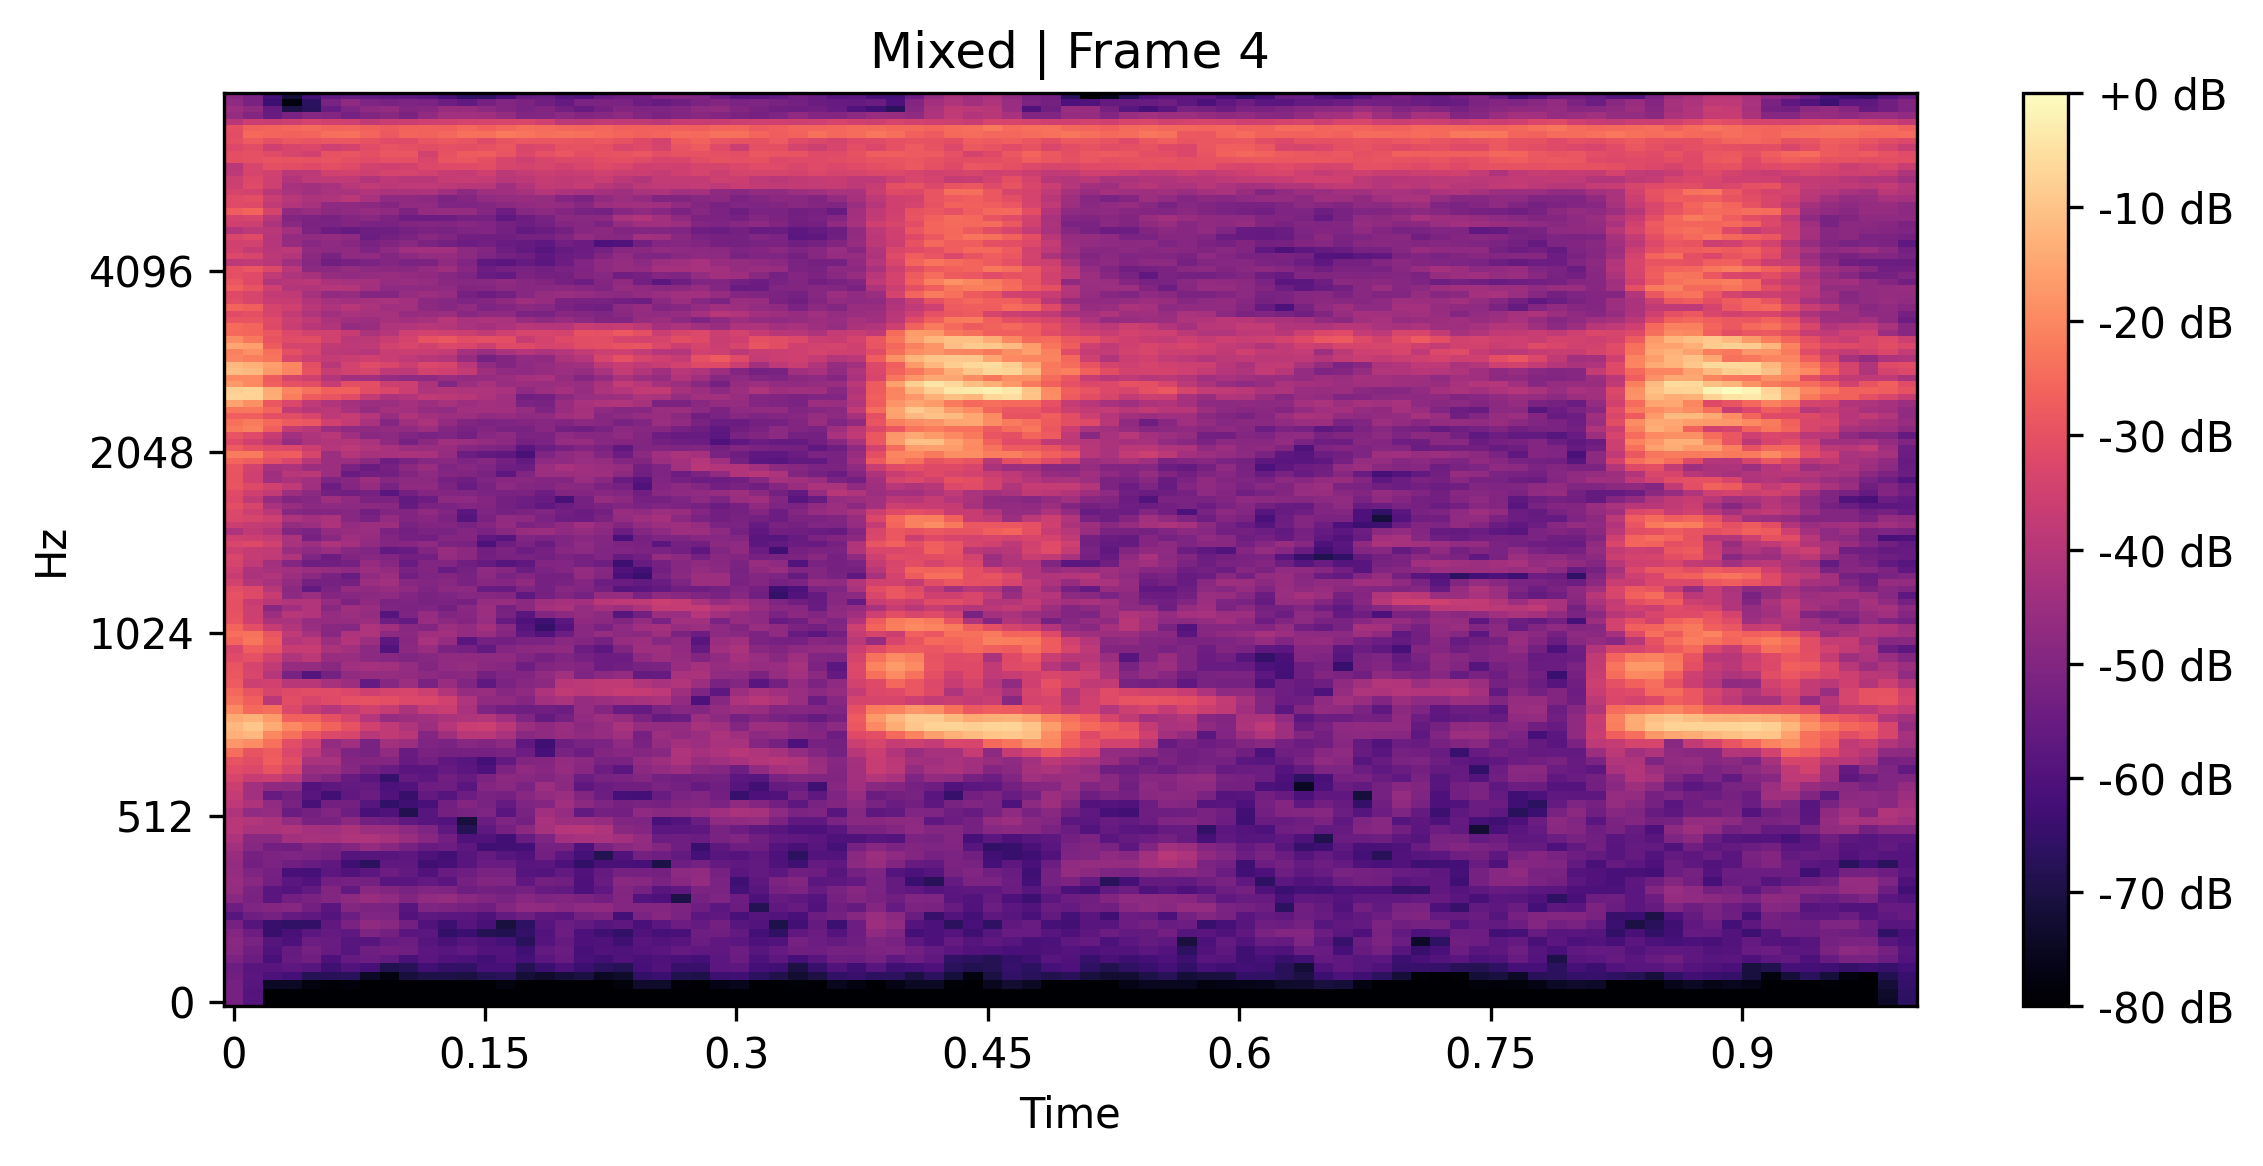 Mixed | Frame 4
Hz
4096
2048
1024
512
0
0 0.15 0.3 0.45 0.6 0.75 0.9
Time
+0 dB
-10 dB
-20 dB
-30 dB
-40 dB
-50 dB
-60 dB
-70 dB
-80 dB